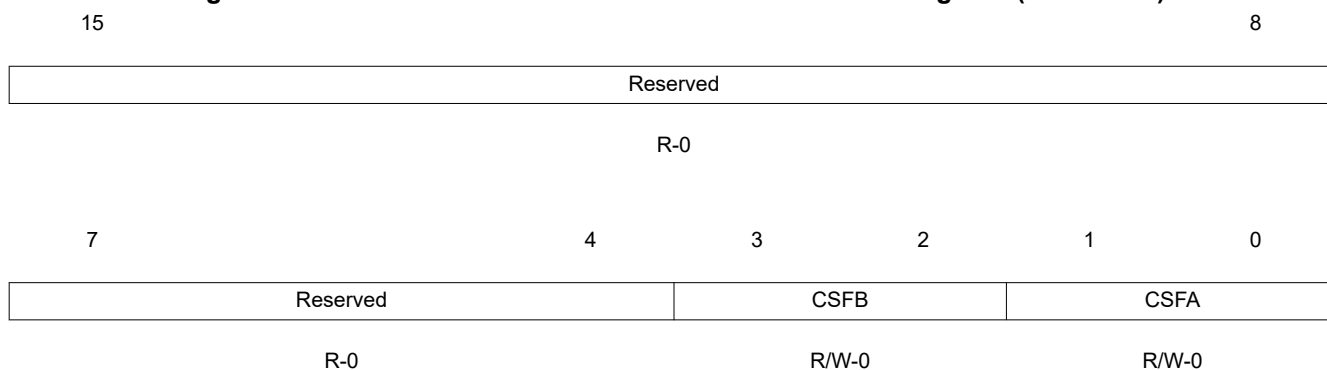 15 8
Reserved
R-0
7 4 3 2 1 0
Reserved CSFB CSFA
R-0 R/W-0 R/W-0